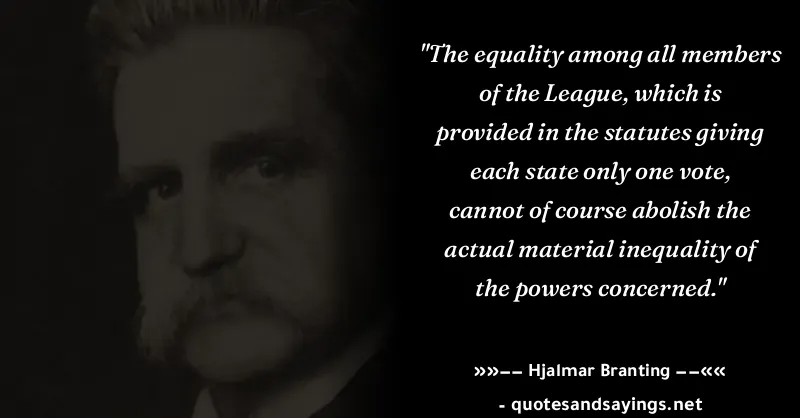 "The equality among all members
of the League, which is
provided in the statutes giving
each state only one vote,
cannot of course abolish the
actual material inequality of
the powers concerned."
»»–– Hjalmar Branting ––««
- quotesandsayings.net